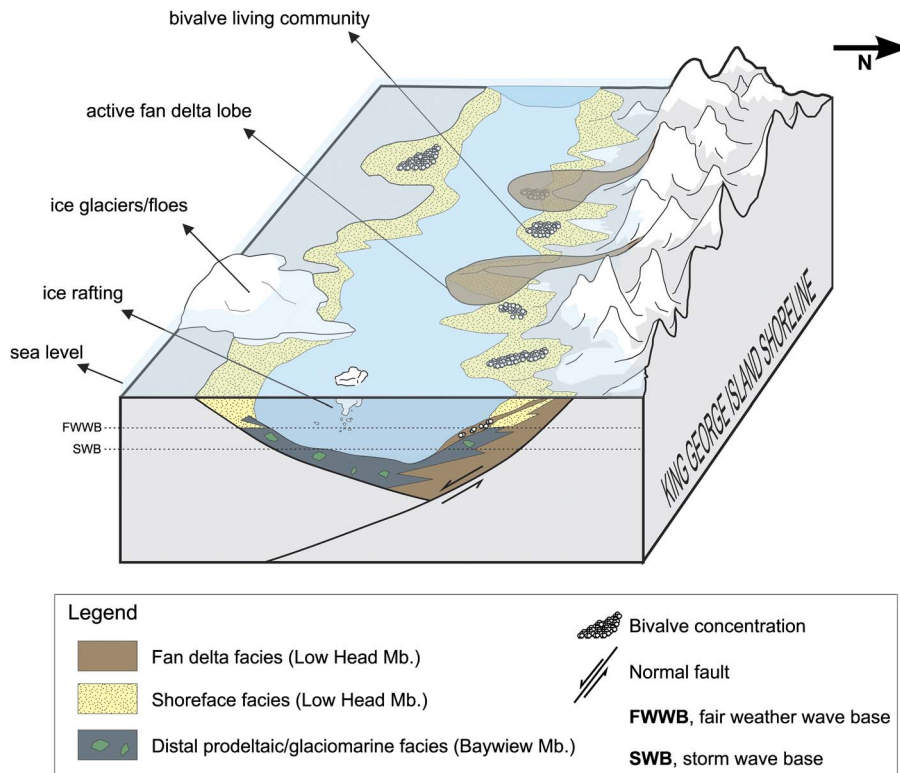 bivalve living community
N
active fan delta lobe
ice glaciers/floes
ice rafting
sea level
FWWB
SWB
KING GEORGE ISLAND SHORELINE
Legend
Fan delta facies (Low Head Mb.)
Shoreface facies (Low Head Mb.)
Distal prodeltaic/glaciomarine facies (Baywiew Mb.)
Bivalve concentration
Normal fault
FWWB, fair weather wave base
SWB, storm wave base